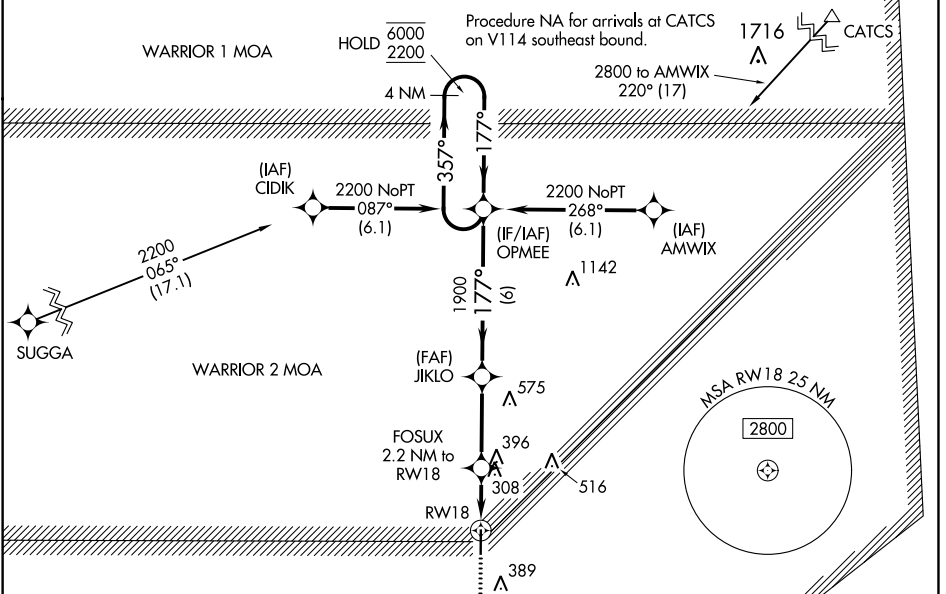 WARRIOR 1 MOA
HOLD 6000
2200
4 NM
Procedure NA for arrivals at CATCS
on V114 southeast bound.
1716
CATCS
2800 to AMWIX
220° (17)
357°
177°
(IAF)
CIDIK
2200 NoPT
087°
(6.1)
2200 NoPT
268°
(6.1)
(IF/IAF)
OPMEE
(IAF)
AMWIX
2200
065°
(17.1)
SUGGA
1900
177°
(6)
1142
WARRIOR 2 MOA
(FAF)
JIKLO
575
MSA RW18 25 NM
2800
FOSUX
2.2 NM to
RW18
396
308
516
RW18
389